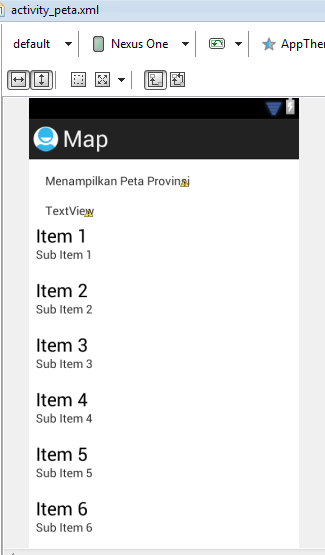 activity_peta.xml
default Nexus One AppThe
Map
Menampilkan Peta Provinsi
TextView
Item 1
Sub Item 1
Item 2
Sub Item 2
Item 3
Sub Item 3
Item 4
Sub Item 4
Item 5
Sub Item 5
Item 6
Sub Item 6